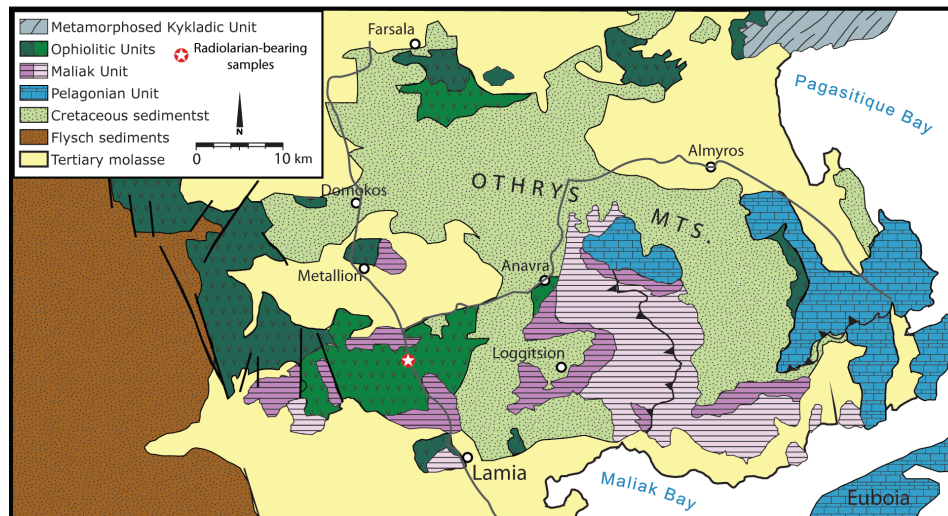 Metamorphosed Kykladic Unit
Ophiolitic Units
Radiolarian-bearing
samples
Maliak Unit
Pelagonian Unit
Cretaceous sedimentst
Flysch sediments
Tertiary molasse
N
0
10 km
Farsala
Pagasitique Bay
Almyros
Domokos
OTHRYS
MTS.
Metallion
Anavra
Loggitsion
Lamia
Maliak Bay
Euboia